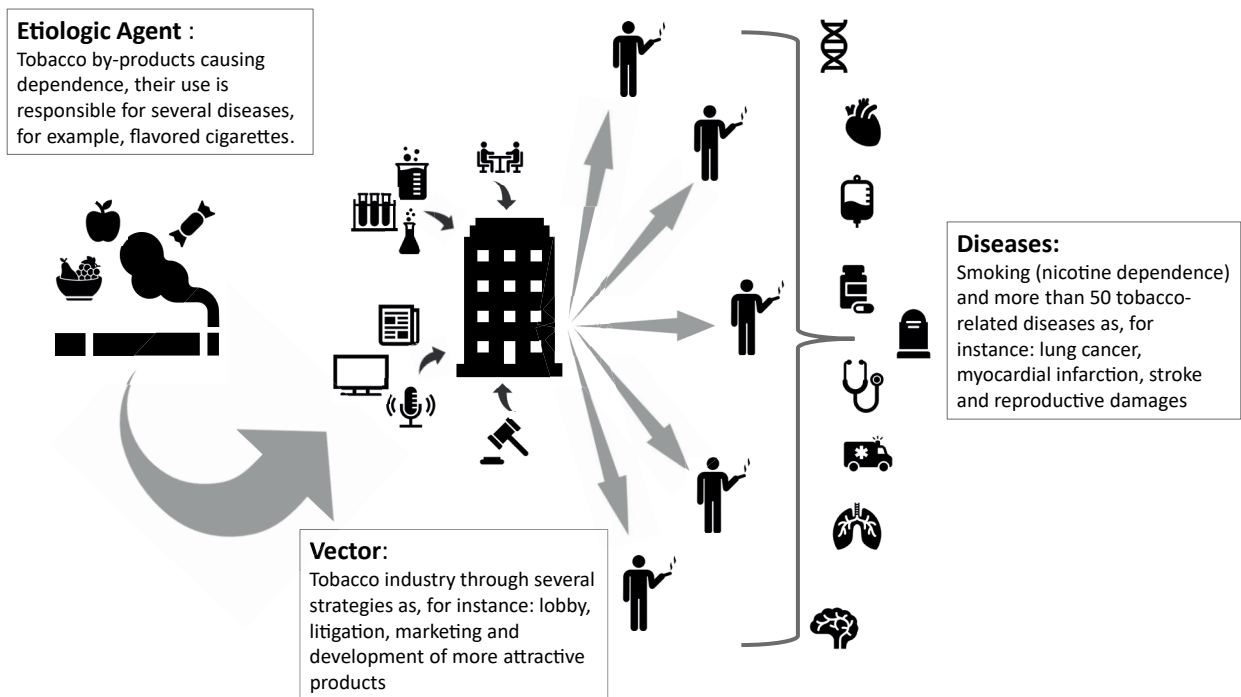 Etiologic Agent :
Tobacco by-products causing
dependence, their use is
responsible for several diseases,
for example, flavored cigarettes.
Diseases:
Smoking (nicotine dependence)
and more than 50 tobacco-
related diseases as, for
instance: lung cancer,
myocardial infarction, stroke
and reproductive damages
Vector:
Tobacco industry through several
strategies as, for instance: lobby,
litigation, marketing and
development of more attractive
products